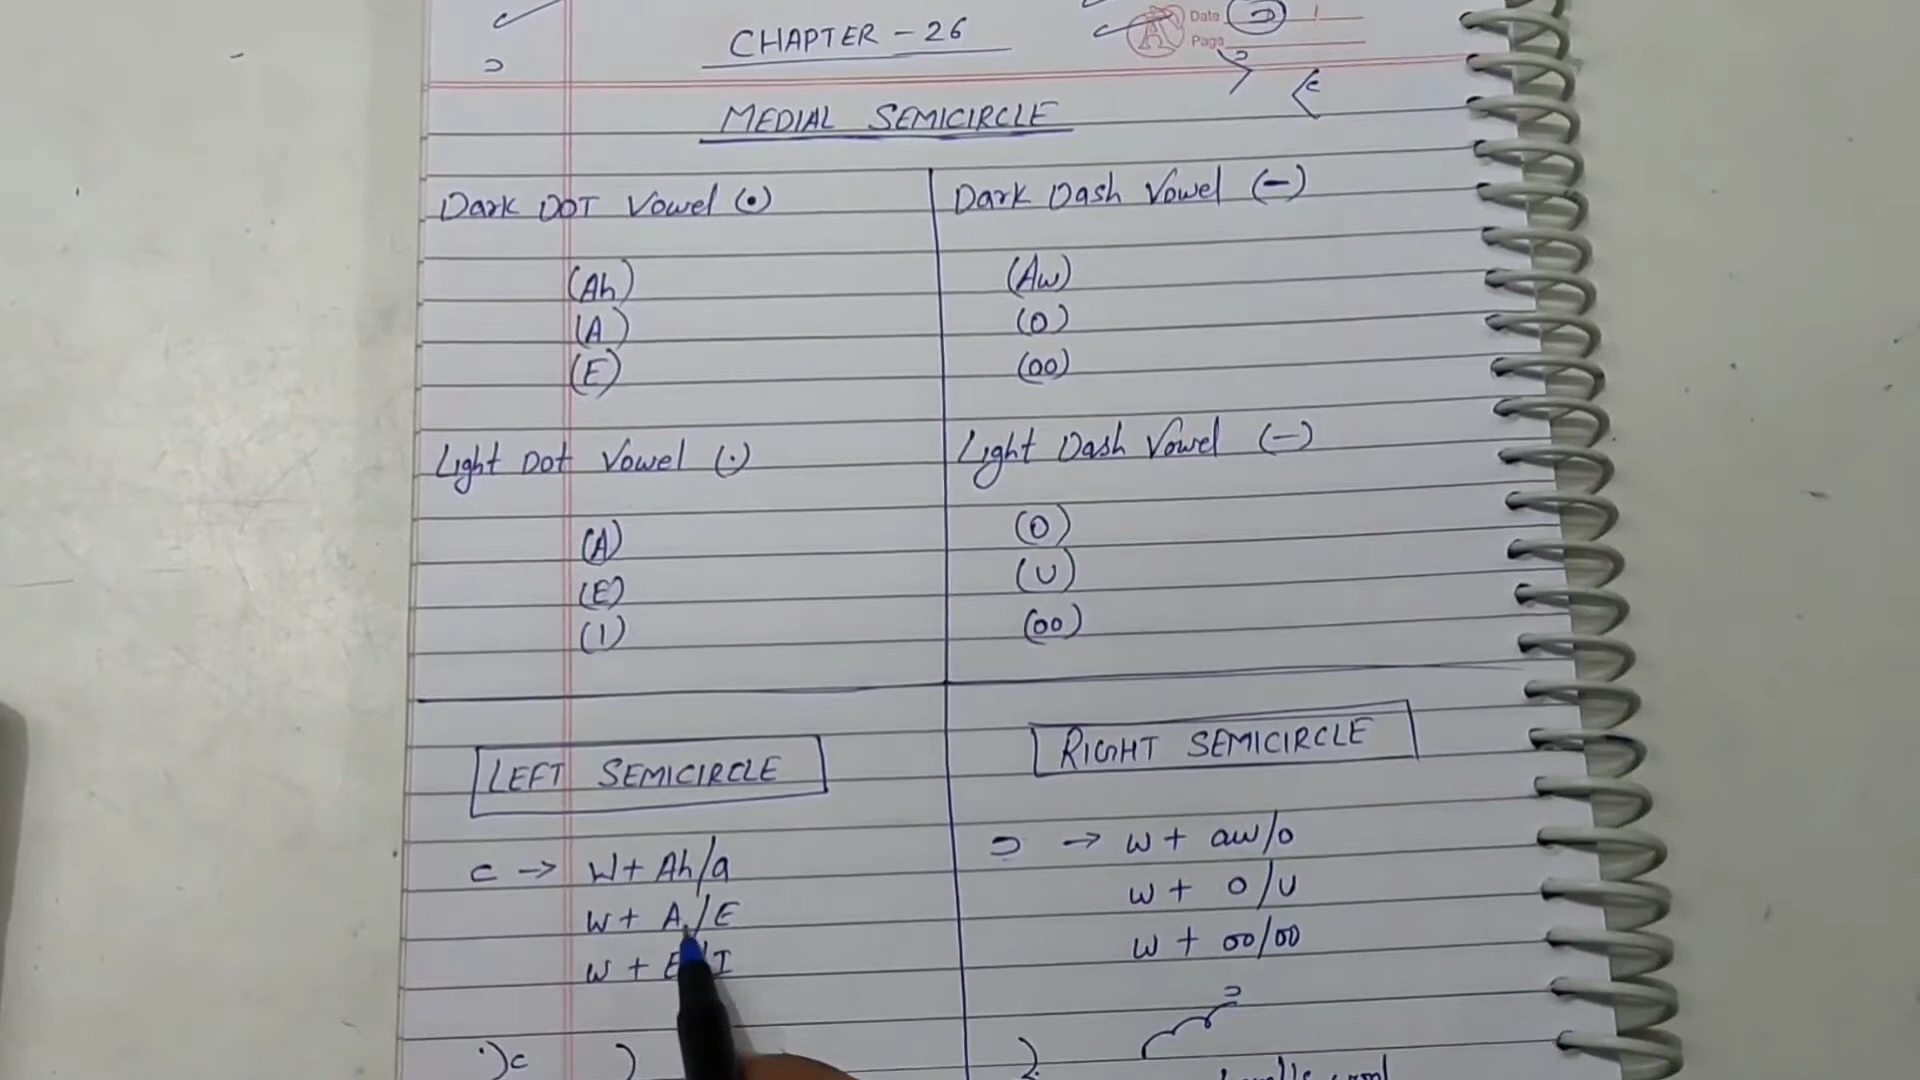 CHAPTER - 26
Date
Page
MEDIAL SEMICIRCLE
Dark DOT Vowel (•)
(Ah)
(A)
(E)
Dark Dash Vowel (-)
(Aw)
(O)
(oo)
Light Dot Vowel (.)
(A)
(E)
(I)
Light Dash Vowel (-)
(O)
(U)
(oo)
LEFT SEMICIRCLE
c → W + Ah/a
W + A/E
W + E/I
RIGHT SEMICIRCLE
ɔ → W + aw/o
W + O/U
W + oo/oo